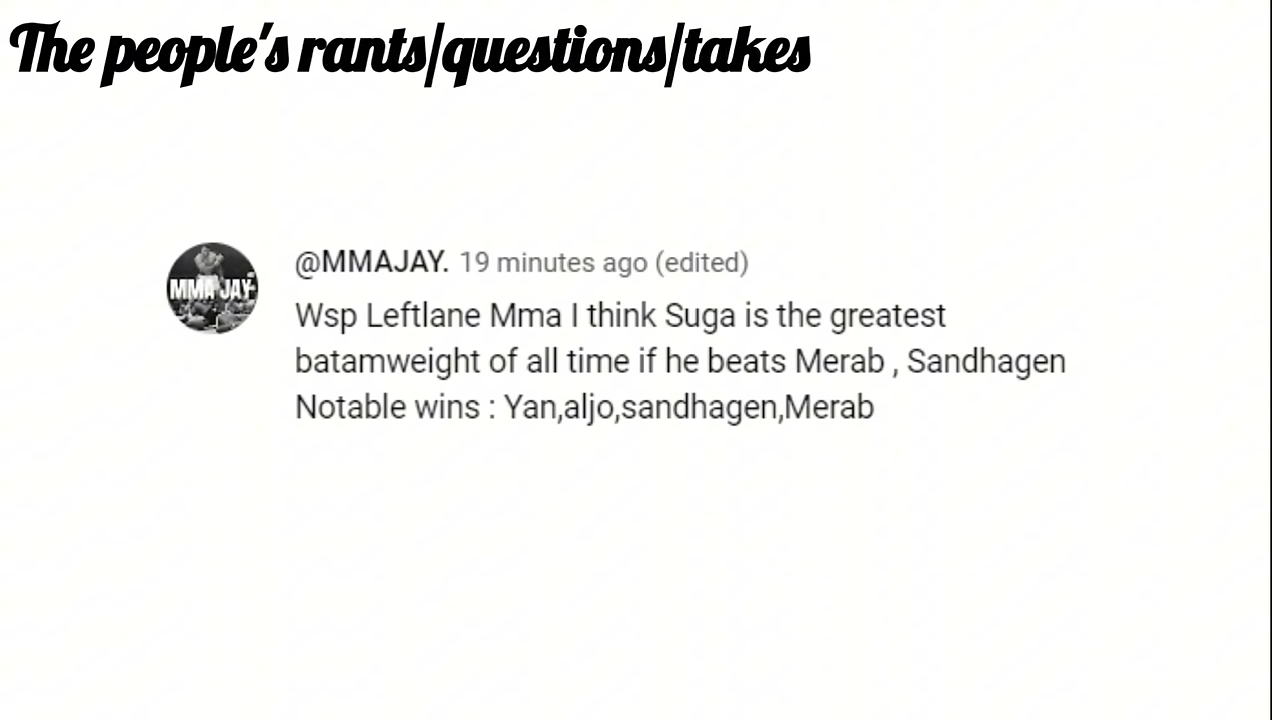 The people's rants/questions/takes
@MMAJAY. 19 minutes ago (edited)
MMA JAY
Wsp Leftlane Mma I think Suga is the greatest
batamweight of all time if he beats Merab , Sandhagen
Notable wins : Yan,aljo,sandhagen,Merab